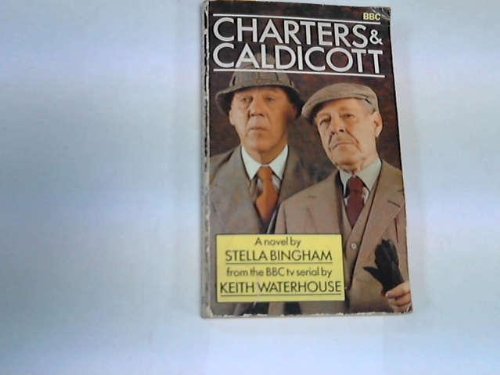 BBC
CHARTERS &
CALDICOTT
A novel by
STELLA BINGHAM
from the BBC tv serial by
KEITH WATERHOUSE